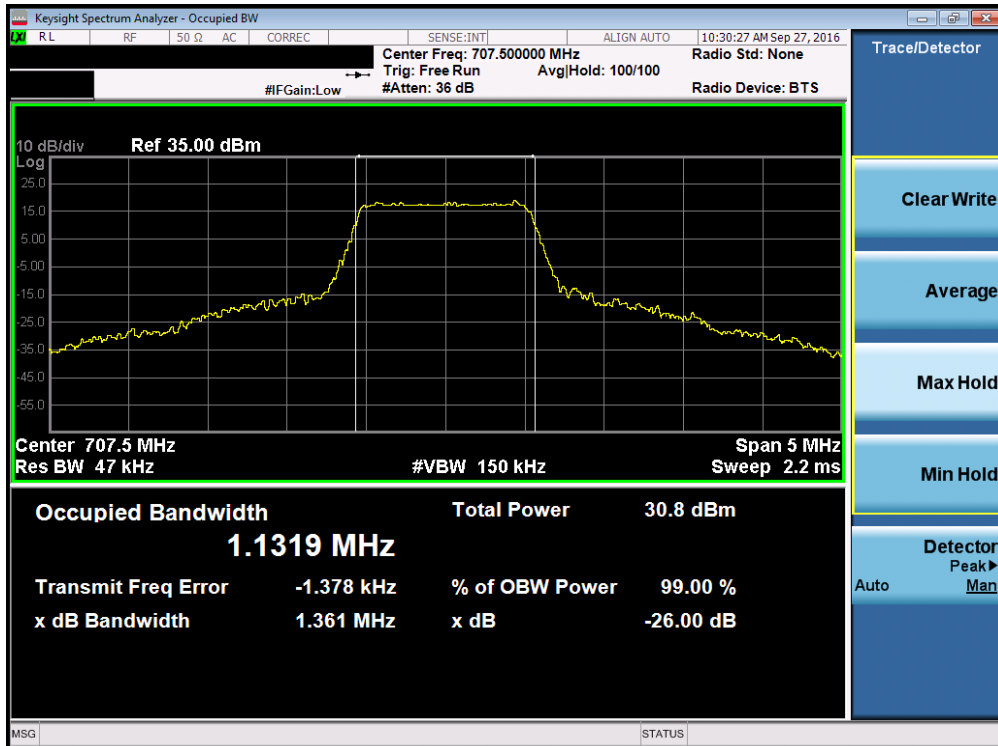 Keysight Spectrum Analyzer - Occupied BW
LXI RL RF 50 Ω AC CORREC SENSE:INT ALIGN AUTO 10:30:27 AM Sep 27, 2016
Center Freq: 707.500000 MHz Radio Std: None
Trig: Free Run Avg|Hold: 100/100
#IFGain:Low #Atten: 36 dB Radio Device: BTS
10 dB/div Ref 35.00 dBm
Log
25.0
15.0
5.00
-5.00
-15.0
-25.0
-35.0
-45.0
-55.0
Center 707.5 MHz Span 5 MHz
Res BW 47 kHz #VBW 150 kHz Sweep 2.2 ms
Occupied Bandwidth Total Power 30.8 dBm
1.1319 MHz
Transmit Freq Error -1.378 kHz % of OBW Power 99.00 %
x dB Bandwidth 1.361 MHz x dB -26.00 dB
Trace/Detector
Clear Write
Average
Max Hold
Min Hold
Detector
Peak▶
Auto Man
MSG STATUS